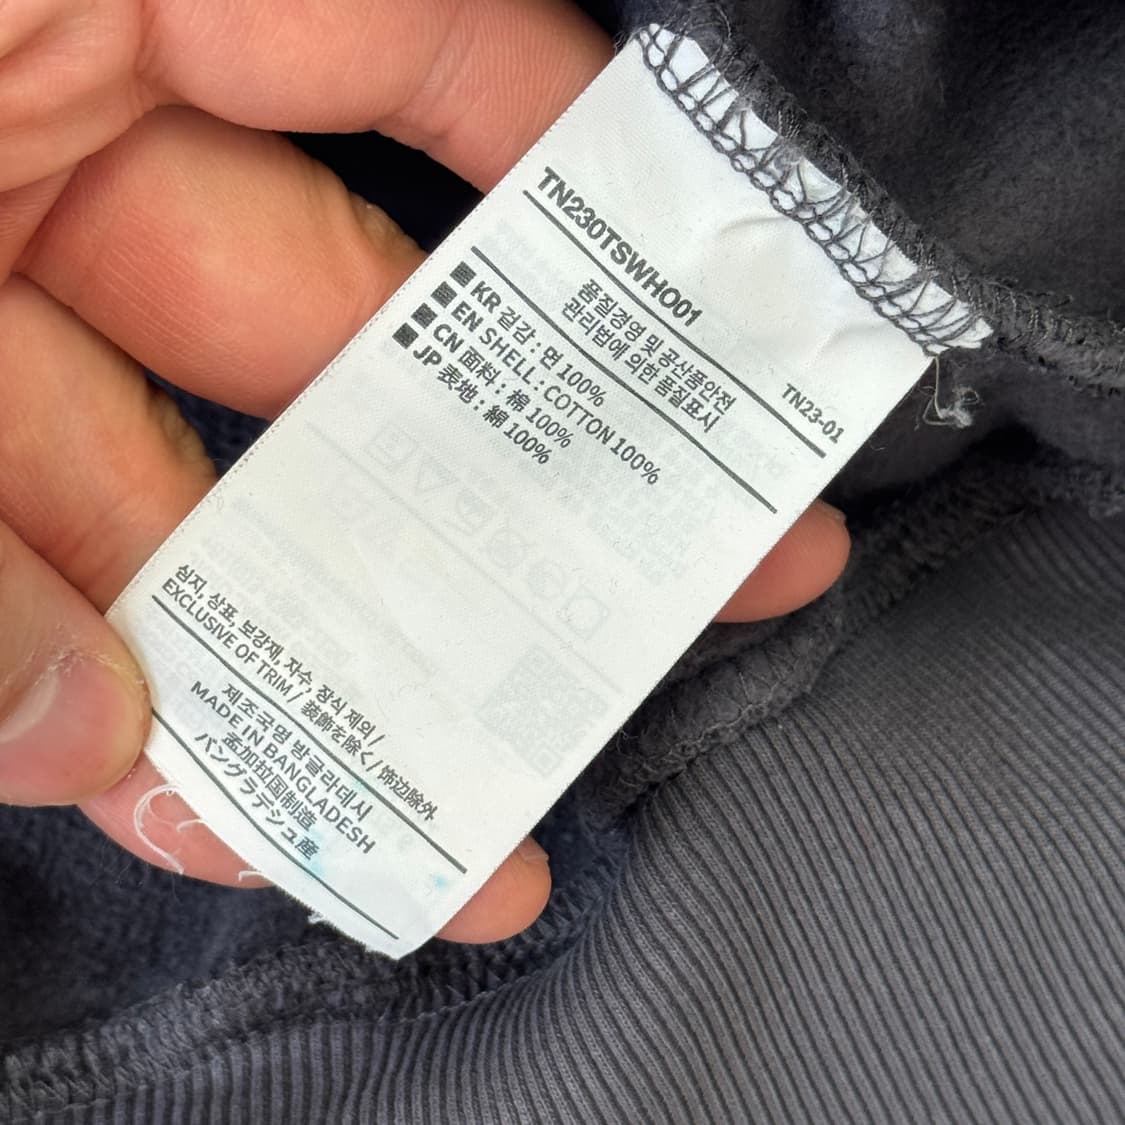 TN230TSWHO01
TN23-01
품질경영 및 공산품안전
관리법에 의한 품질표시
KR 겉감 : 면 100%
EN SHELL : COTTON 100%
CN 面料 : 棉 100%
JP 表地 : 綿 100%
심지, 상표, 보강재, 자수, 장식 제외/
EXCLUSIVE OF TRIM / 装飾を除く/ 饰边除外
제조국명 방글라데시
MADE IN BANGLADESH
孟加拉国制造
バングラデシュ産